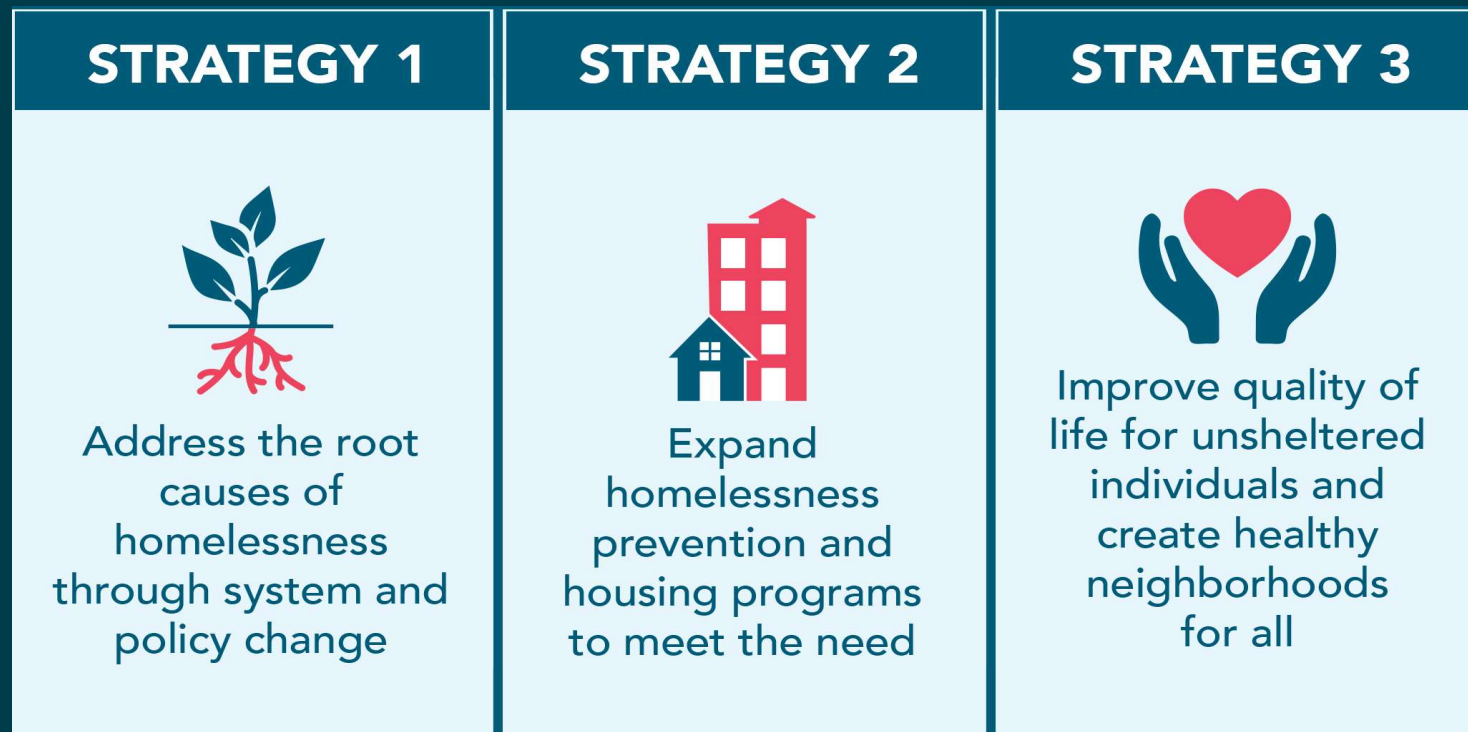 STRATEGY 1
Address the root
causes of
homelessness
through system and
policy change
STRATEGY 2
Expand
homelessness
prevention and
housing programs
to meet the need
STRATEGY 3
Improve quality of
life for unsheltered
individuals and
create healthy
neighborhoods
for all